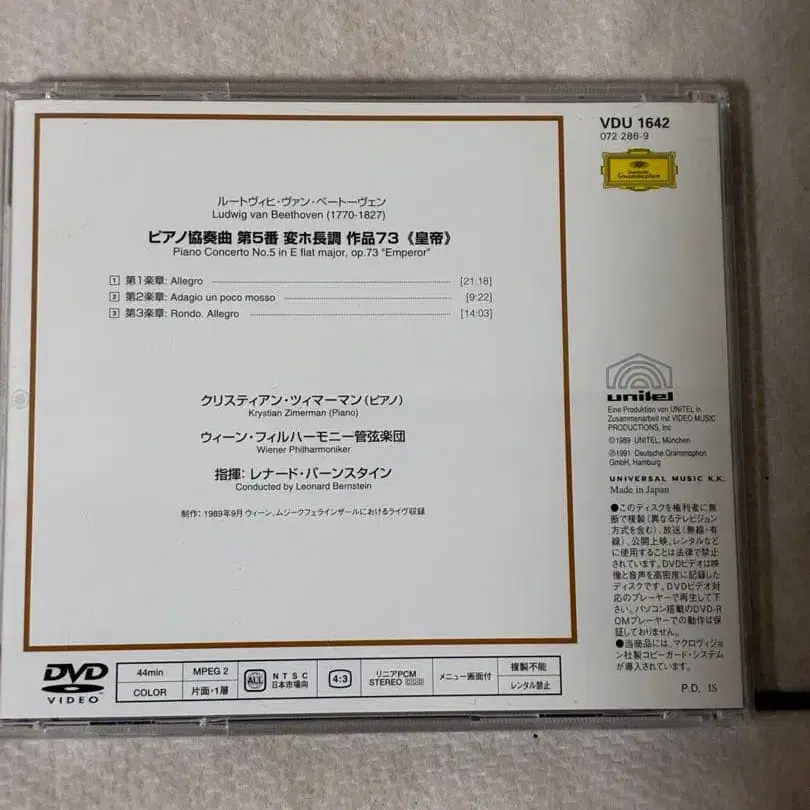 VDU 1642
072 286-9
Deutsche
Grammophon
ルートヴィヒ・ヴァン・ベートーヴェン
Ludwig van Beethoven (1770-1827)
ピアノ協奏曲 第5番 変ホ長調 作品73《皇帝》
Piano Concerto No.5 in E flat major, op.73 "Emperor"
1 第1楽章: Allegro [21:18]
2 第2楽章: Adagio un poco mosso [9:22]
3 第3楽章: Rondo. Allegro [14:03]
クリスティアン・ツィマーマン(ピアノ)
Krystian Zimerman (Piano)
ウィーン・フィルハーモニー管弦楽団
Wiener Philharmoniker
指揮: レナード・バーンスタイン
Conducted by Leonard Bernstein
制作: 1989年9月 ウィーン、ムジークフェラインザールにおけるライヴ収録
unitel
Eine Produktion von UNITEL in
Zusammenarbeit mit VIDEO MUSIC
PRODUCTIONS, Inc
©1989 UNITEL, München
℗1991 Deutsche Grammophon
GmbH, Hamburg
UNIVERSAL MUSIC K.K.
Made in Japan
●このディスクを権利者に無
断で複製(異なるテレビジョン
方式を含む)、放送(無線・有
線)、公開上映、レンタルなど
に使用することは法律で禁止
されています。DVDビデオは映
像と音声を高密度に記録した
ディスクです。DVDビデオ対
応のプレーヤーで再生して下
さい。パソコン搭載のDVD-R
OMプレーヤーでの動作は保
証しておりません。
●当商品には、マクロヴィジョ
ン社製コピーガード・システム
が導入されています。
P.D. 1S
DVD
VIDEO
44min
COLOR
MPEG 2
片面・1層
ALL
NTSC
日本市場向
4:3
リニアPCM
STEREO DDD
メニュー画面付
複製不能
レンタル禁止